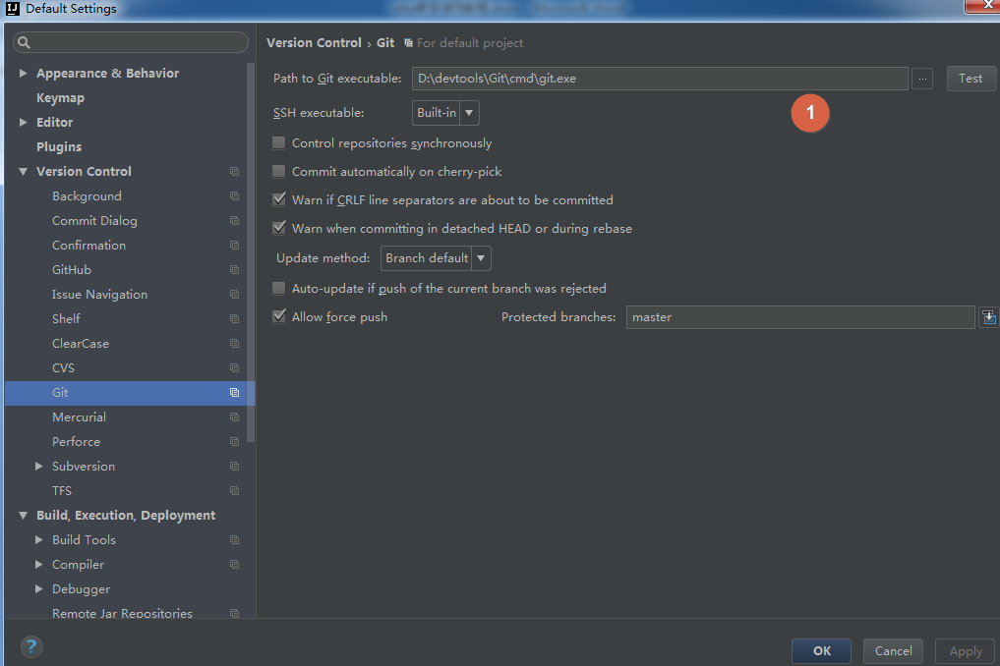 Default Settings
Appearance & Behavior
Keymap
Editor
Plugins
Version Control
Background
Commit Dialog
Confirmation
GitHub
Issue Navigation
Shelf
ClearCase
CVS
Git
Mercurial
Perforce
Subversion
TFS
Build, Execution, Deployment
Build Tools
Compiler
Debugger
Remote Jar Repositories
Version Control › Git For default project
Path to Git executable: D:\devtools\Git\cmd\git.exe ... Test
SSH executable: Built-in
1
Control repositories synchronously
Commit automatically on cherry-pick
Warn if CRLF line separators are about to be committed
Warn when committing in detached HEAD or during rebase
Update method: Branch default
Auto-update if push of the current branch was rejected
Allow force push Protected branches: master
? OK Cancel Apply